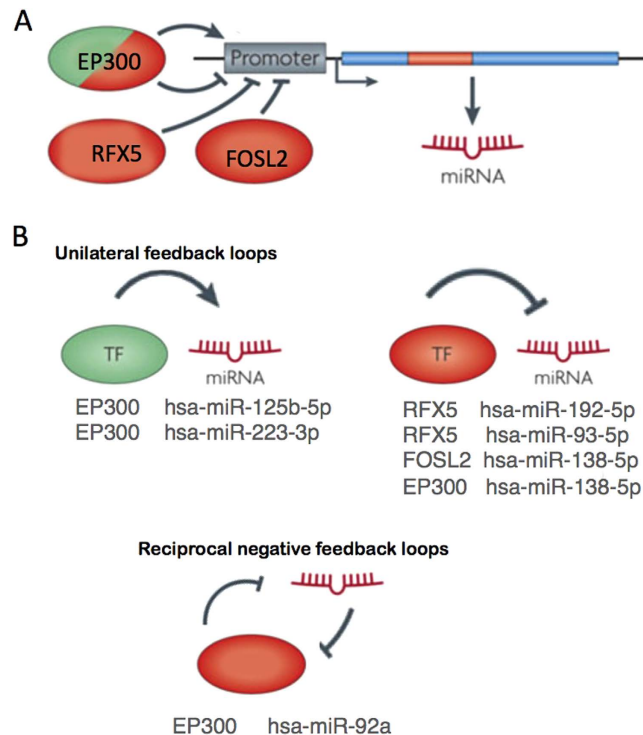 A
EP300
Promoter
RFX5
FOSL2
miRNA
B
Unilateral feedback loops
TF
miRNA
EP300 hsa-miR-125b-5p
EP300 hsa-miR-223-3p
TF
miRNA
RFX5 hsa-miR-192-5p
RFX5 hsa-miR-93-5p
FOSL2 hsa-miR-138-5p
EP300 hsa-miR-138-5p
Reciprocal negative feedback loops
EP300 hsa-miR-92a